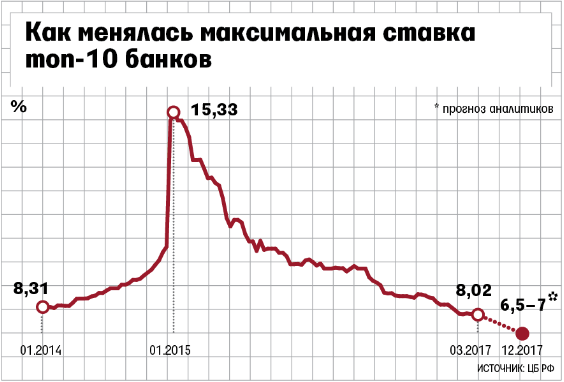 Как менялась максимальная ставка
топ-10 банков
%
* прогноз аналитиков
15,33
8,31
8,02
6,5–7*
01.2014
01.2015
03.2017
12.2017
ИСТОЧНИК: ЦБ РФ